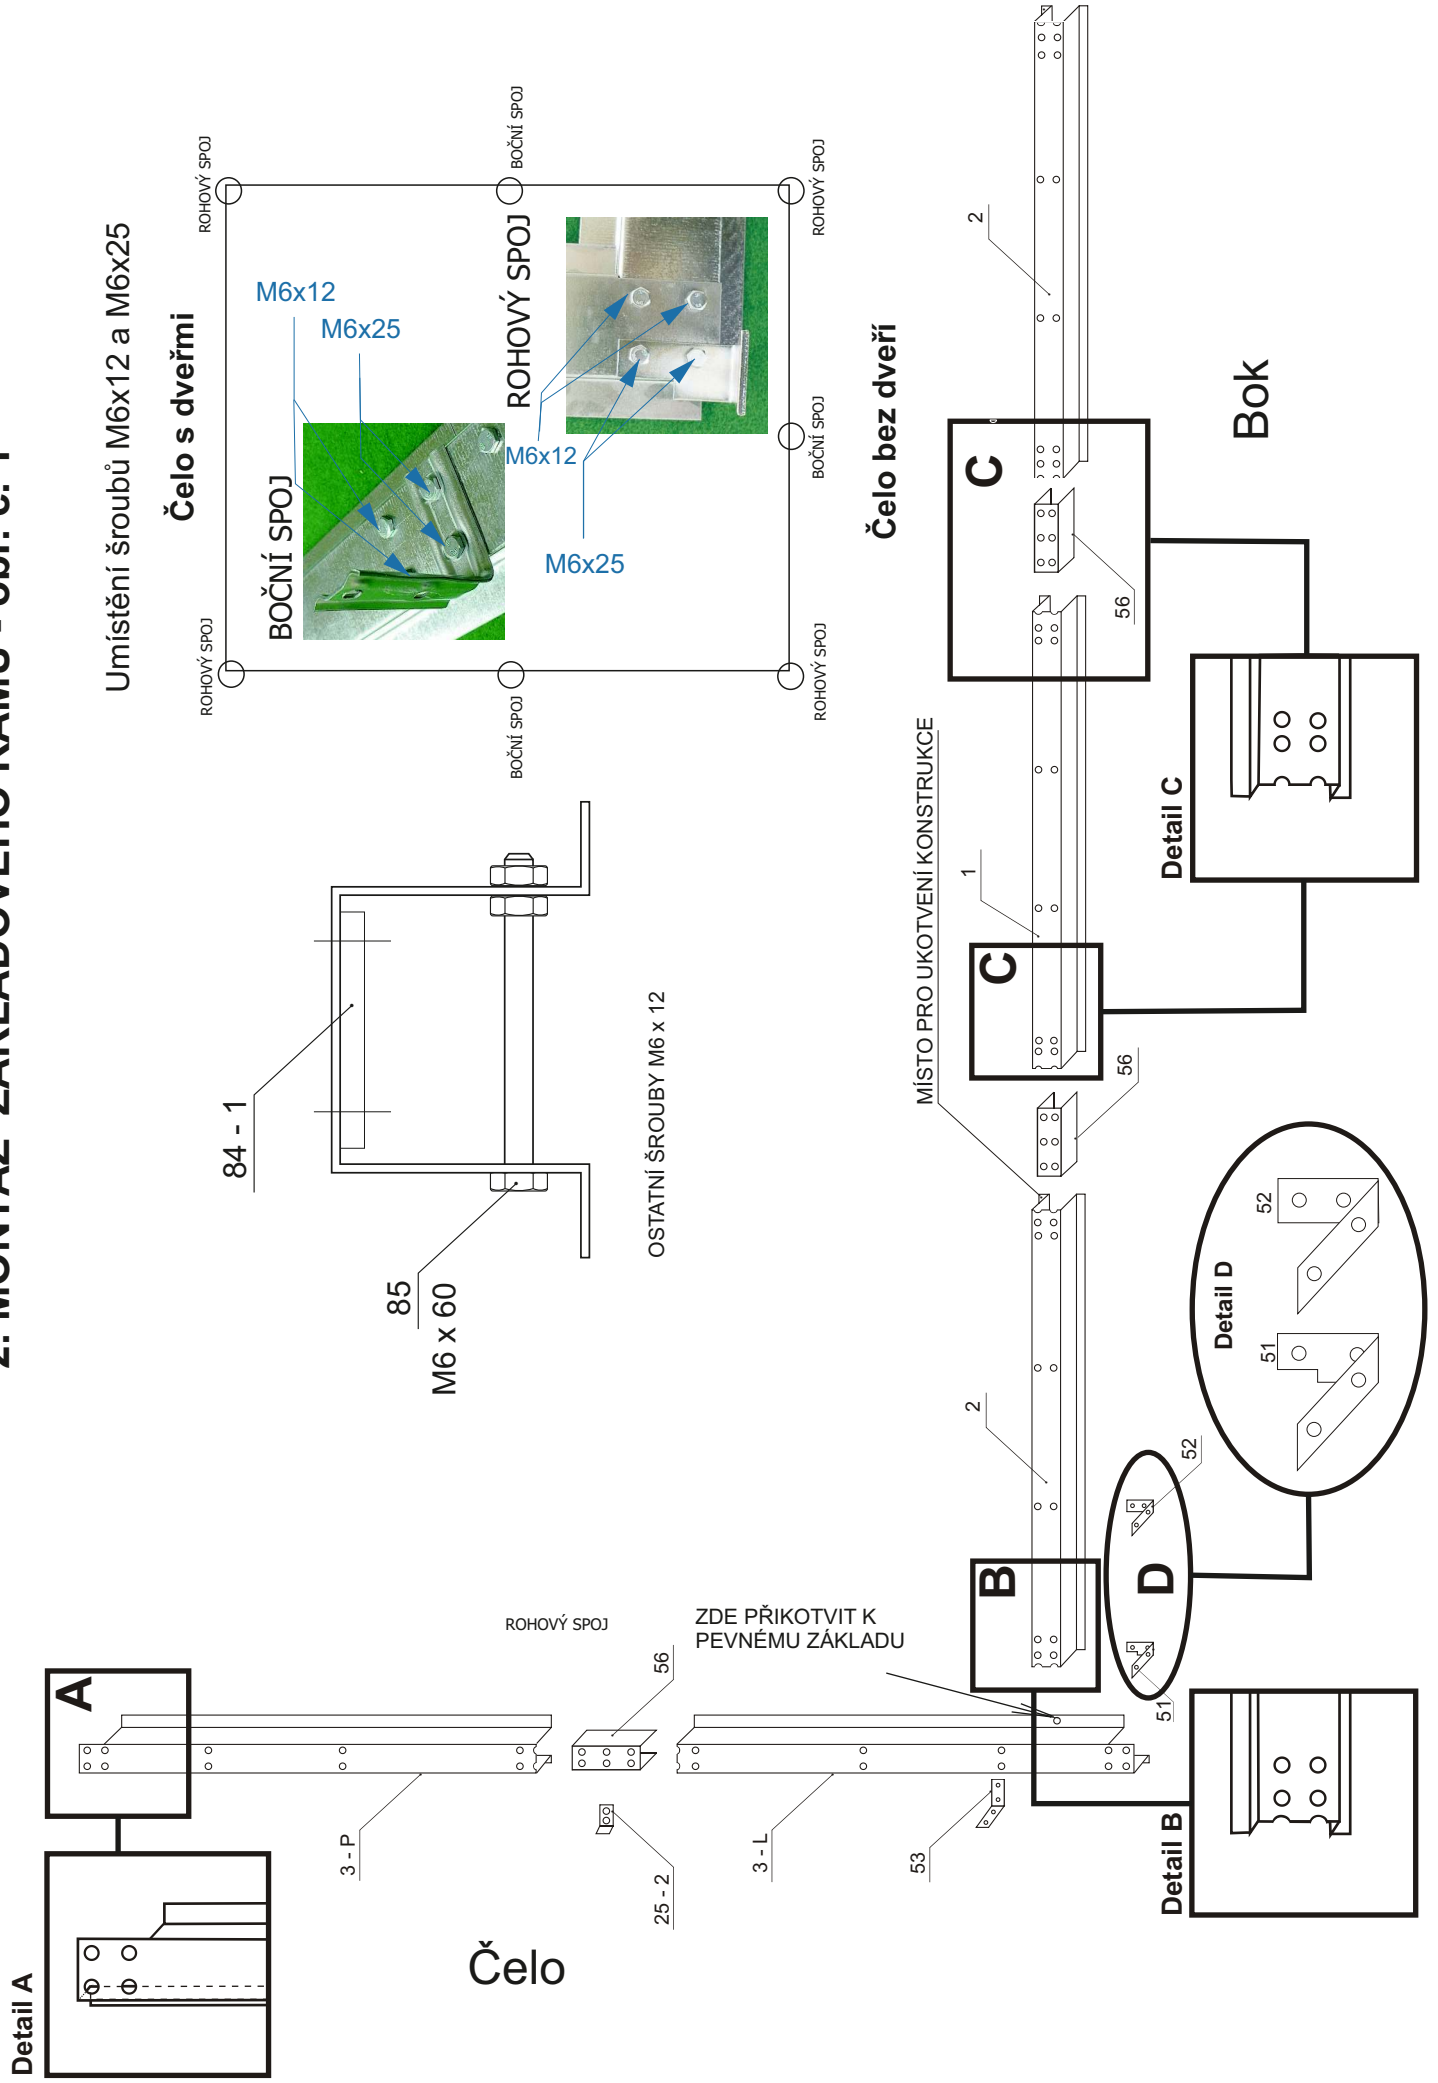 2. MONTÁŽ ZÁKLADOVÉHO RÁMU - obr. č. 1
Umístění šroubů M6x12 a M6x25
Čelo s dveřmi
ROHOVÝ SPOJ
ROHOVÝ SPOJ
BOČNÍ SPOJ
M6x12
M6x25
ROHOVÝ SPOJ
M6x12
M6x25
BOČNÍ SPOJ
BOČNÍ SPOJ
BOČNÍ SPOJ
ROHOVÝ SPOJ
BOČNÍ SPOJ
ROHOVÝ SPOJ
Čelo bez dveří
84 - 1
85
M6 x 60
OSTATNÍ ŠROUBY M6 x 12
Detail A
A
3 - P
Čelo
25 - 2
56
ROHOVÝ SPOJ
3 - L
53
ZDE PŘIKOTVIT K
PEVNÉMU ZÁKLADU
B
Detail B
51
D
52
2
Detail D
51
52
MÍSTO PRO UKOTVENÍ KONSTRUKCE
56
C
1
Detail C
C
56
2
Bok